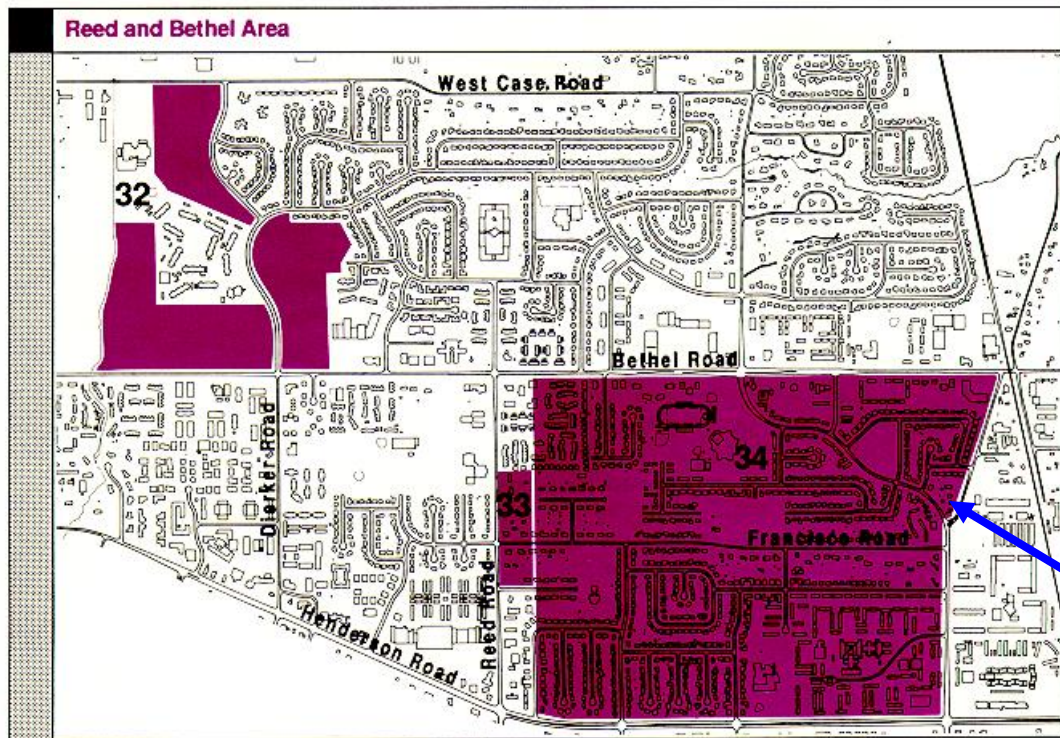 Reed and Bethel Area
West Case Road
32
Bethel Road
34
33
Dierker Road
Francisco Road
Reed Road
Henderson Road